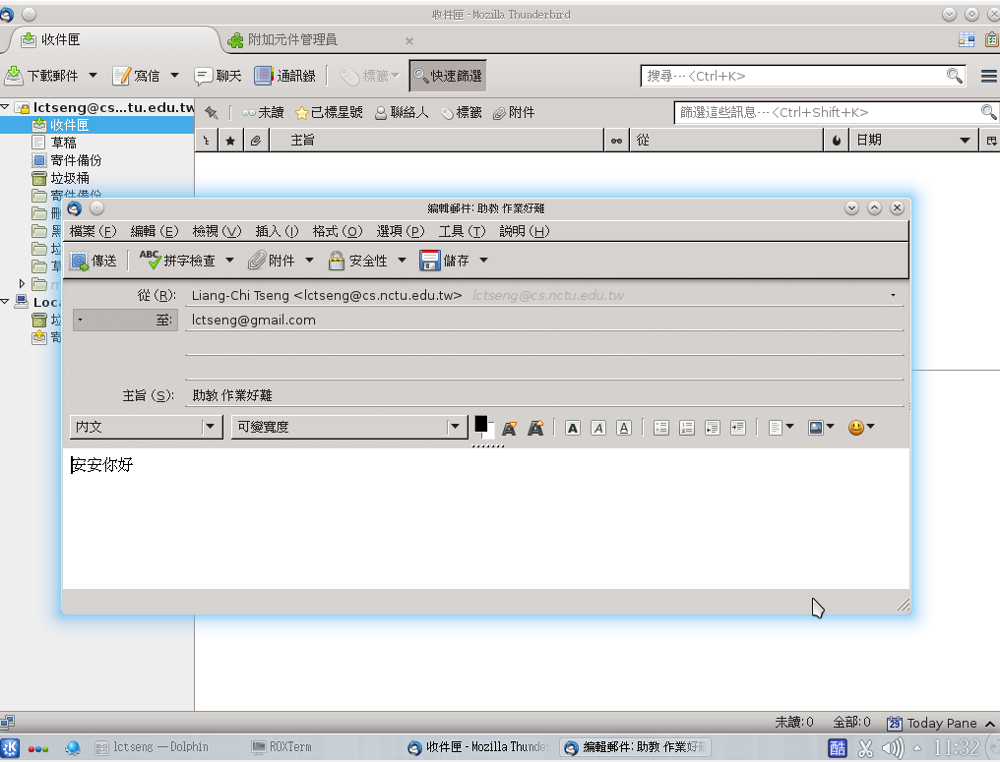 收件匣 - Mozilla Thunderbird
收件匣 附加元件管理員
下載郵件 寫信 聊天 通訊錄 標籤 快速篩選 搜尋… <Ctrl+K>
lctseng@cs...tu.edu.tw 未讀 已標星號 聯絡人 標籤 附件 篩選這些訊息… <Ctrl+Shift+K>
收件匣
主旨 從 日期
草稿
寄件備份
垃圾桶
寄件備份
編輯郵件: 助教 作業好難
檔案 (F) 編輯 (E) 檢視 (V) 插入 (I) 格式 (O) 選項 (P) 工具 (T) 說明 (H)
傳送 ABC 拼字檢查 附件 安全性 儲存
從 (R): Liang-Chi Tseng <lctseng@cs.nctu.edu.tw> lctseng@cs.nctu.edu.tw
至: lctseng@gmail.com
主旨 (S): 助教 作業好難
內文 可變寬度
安安你好
未讀: 0 全部: 0 29 Today Pane
lctseng — Dolphin ROXTerm 收件匣 - Mozilla Thunde 編輯郵件: 助教 作業好 酷 11:32